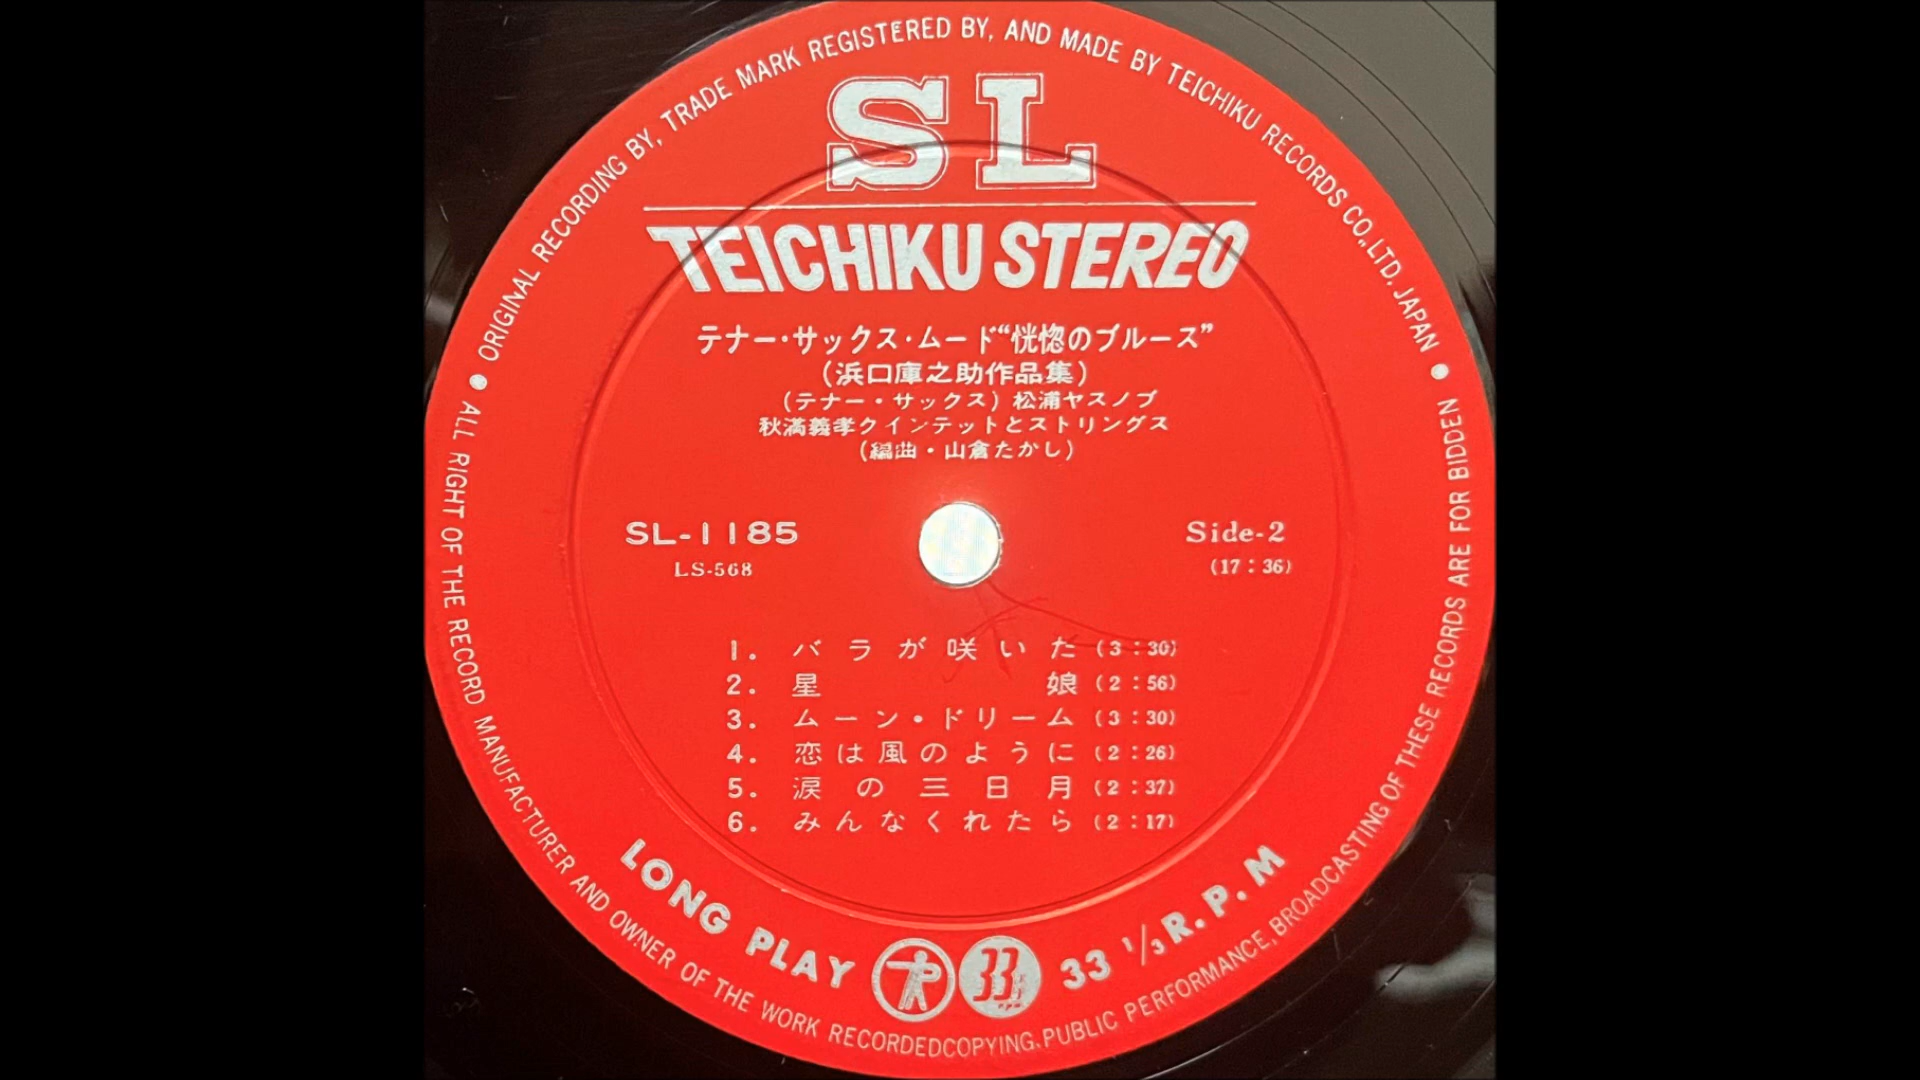 ORIGINAL RECORDING BY, TRADE MARK REGISTERED BY, AND MADE BY TEICHIKU RECORDS CO., LTD. JAPAN
SL
TEICHIKU STEREO
テナー・サックス・ムード“恍惚のブルース”
(浜口庫之助作品集)
(テナー・サックス) 松浦ヤスノブ
秋満義孝クインテットとストリングス
(編曲・山倉たかし)
SL-1185
LS-568
Side-2
(17:36)
1. バラが咲いた (3:30)
2. 星娘 (2:56)
3. ムーン・ドリーム (3:30)
4. 恋は風のように (2:26)
5. 涙の三日月 (2:37)
6. みんなくれたら (2:17)
LONG PLAY
33
33 1/3 R.P.M
ALL RIGHT OF THE RECORD MANUFACTURER AND OWNER OF THE WORK RECORDEDCOPYING, PUBLIC PERFORMANCE, BROADCASTING OF THESE RECORDS ARE FOR BIDDEN